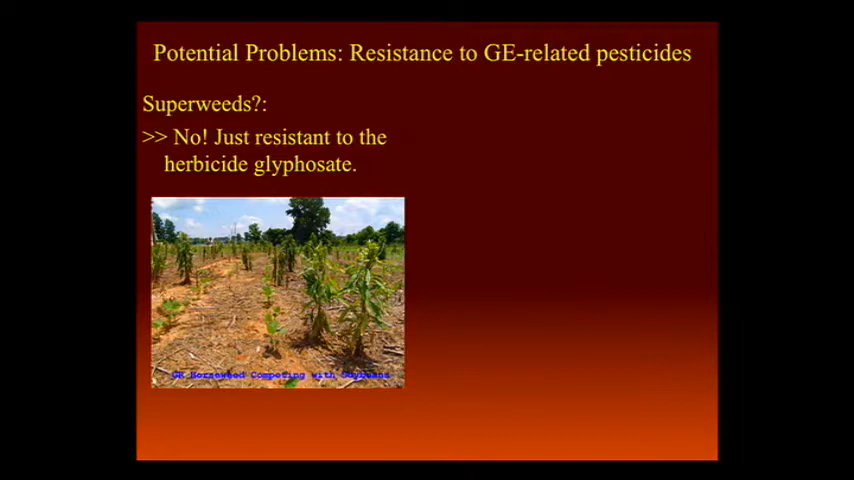 Potential Problems: Resistance to GE-related pesticides
Superweeds?:
>> No! Just resistant to the
herbicide glyphosate.
GR Horseweed Competing with Soybeans